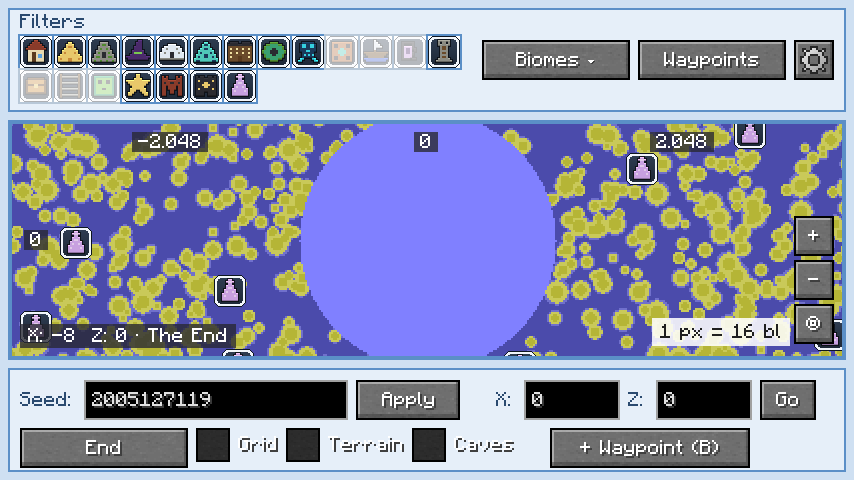 Filters
Biomes
Waypoints
-2.048
0
2.048
0
+
-
X: -8 Z: 0 · The End
1 px = 16 bl
Seed:
2005127119
Apply
X:
0
Z:
0
Go
End
Grid
Terrain
Caves
+ Waypoint (B)